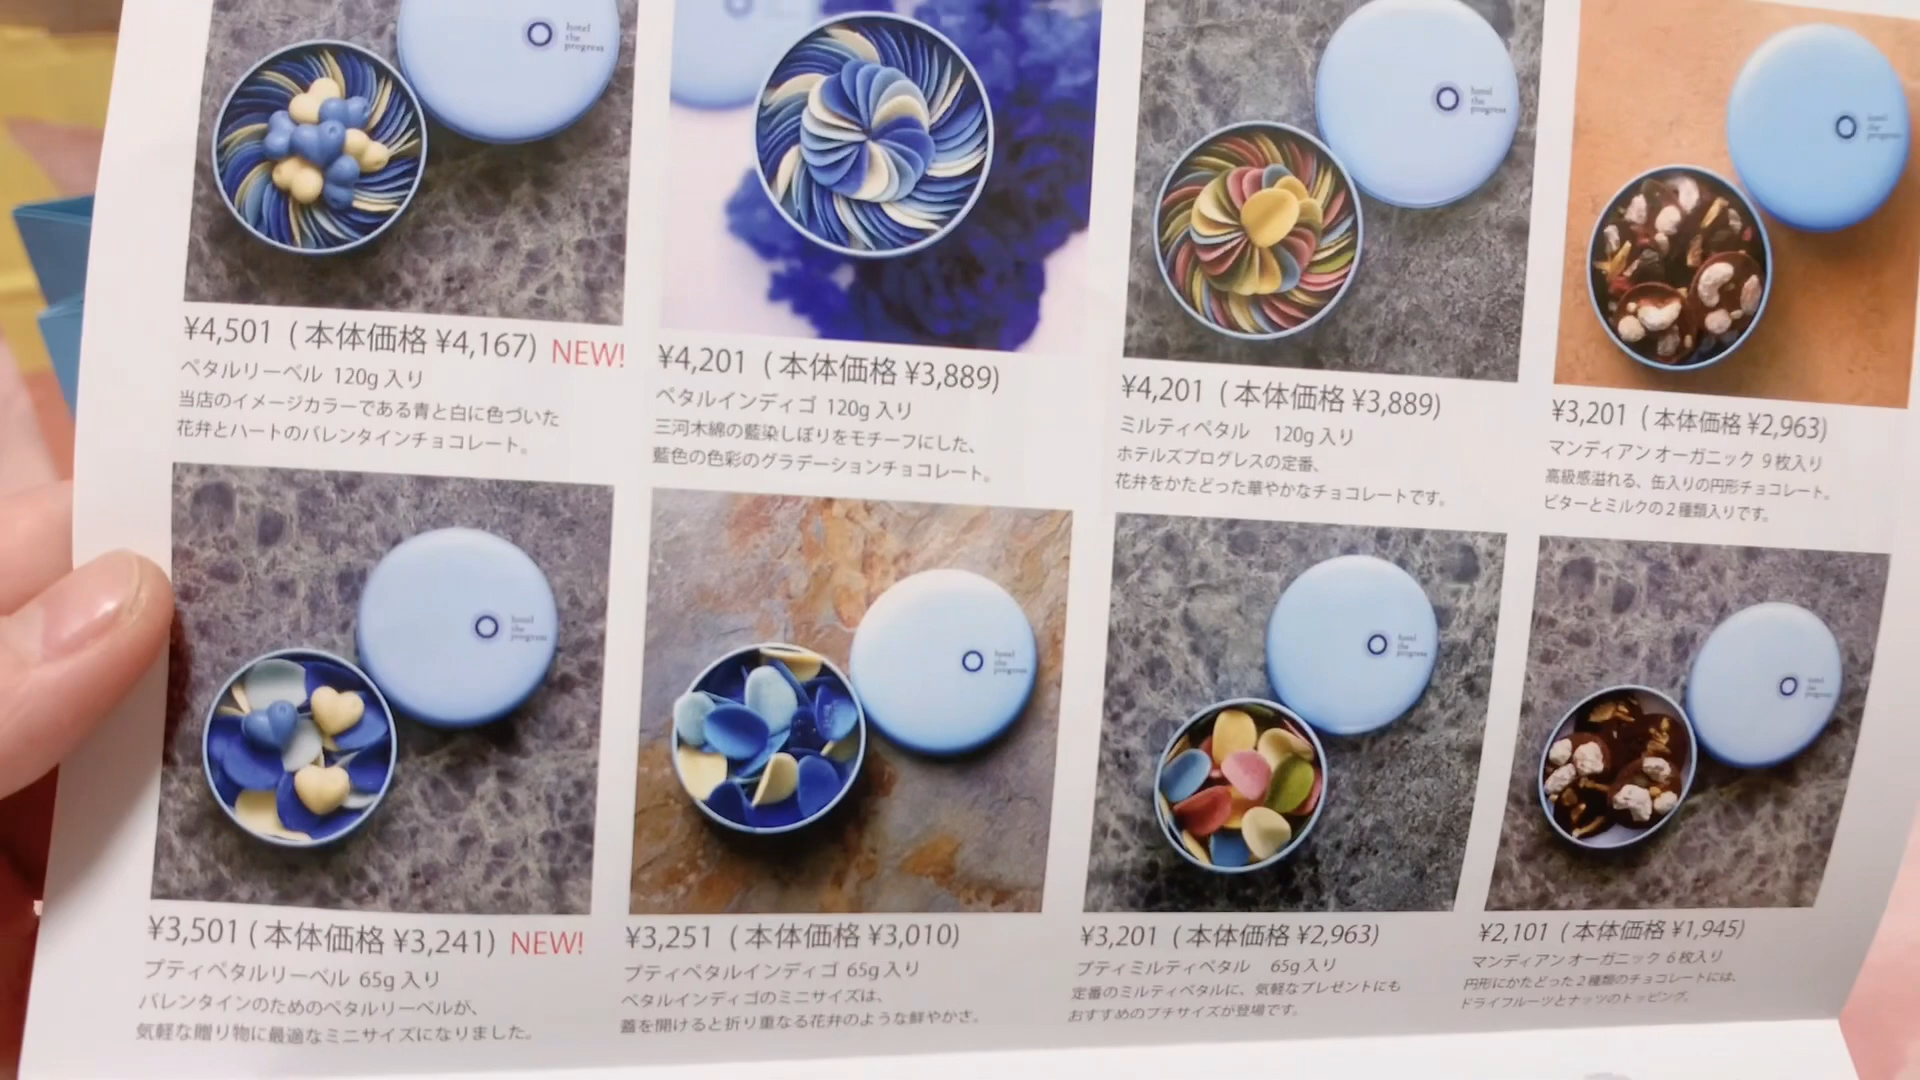 hotel
the
progress
hotel
the
progress
hotel
the
progress
¥4,501 (本体価格 ¥4,167) NEW!
ペタルリーベル 120g 入り
当店のイメージカラーである青と白に色づいた
花弁とハートのバレンタインチョコレート。
¥4,201 (本体価格 ¥3,889)
ペタルインディゴ 120g 入り
三河木綿の藍染しぼりをモチーフにした、
藍色の色彩のグラデーションチョコレート。
¥4,201 (本体価格 ¥3,889)
ミルティペタル 120g 入り
ホテルズプログレスの定番、
花弁をかたどった華やかなチョコレートです。
¥3,201 (本体価格 ¥2,963)
マンディアン オーガニック 9 枚入り
高級感溢れる、缶入りの円形チョコレート。
ビターとミルクの 2 種類入りです。
hotel
the
progress
hotel
the
progress
hotel
the
progress
hotel
the
progress
¥3,501 (本体価格 ¥3,241) NEW!
プティペタルリーベル 65g 入り
バレンタインのためのペタルリーベルが、
気軽な贈り物に最適なミニサイズになりました。
¥3,251 (本体価格 ¥3,010)
プティペタルインディゴ 65g 入り
ペタルインディゴのミニサイズは、
蓋を開けると折り重なる花弁のような鮮やかさ。
¥3,201 (本体価格 ¥2,963)
プティミルティペタル 65g 入り
定番のミルティペタルに、気軽なプレゼントにも
おすすめのプチサイズが登場です。
¥2,101 (本体価格 ¥1,945)
マンディアン オーガニック 6 枚入り
円形にかたどった 2 種類のチョコレートには、
ドライフルーツとナッツのトッピング。